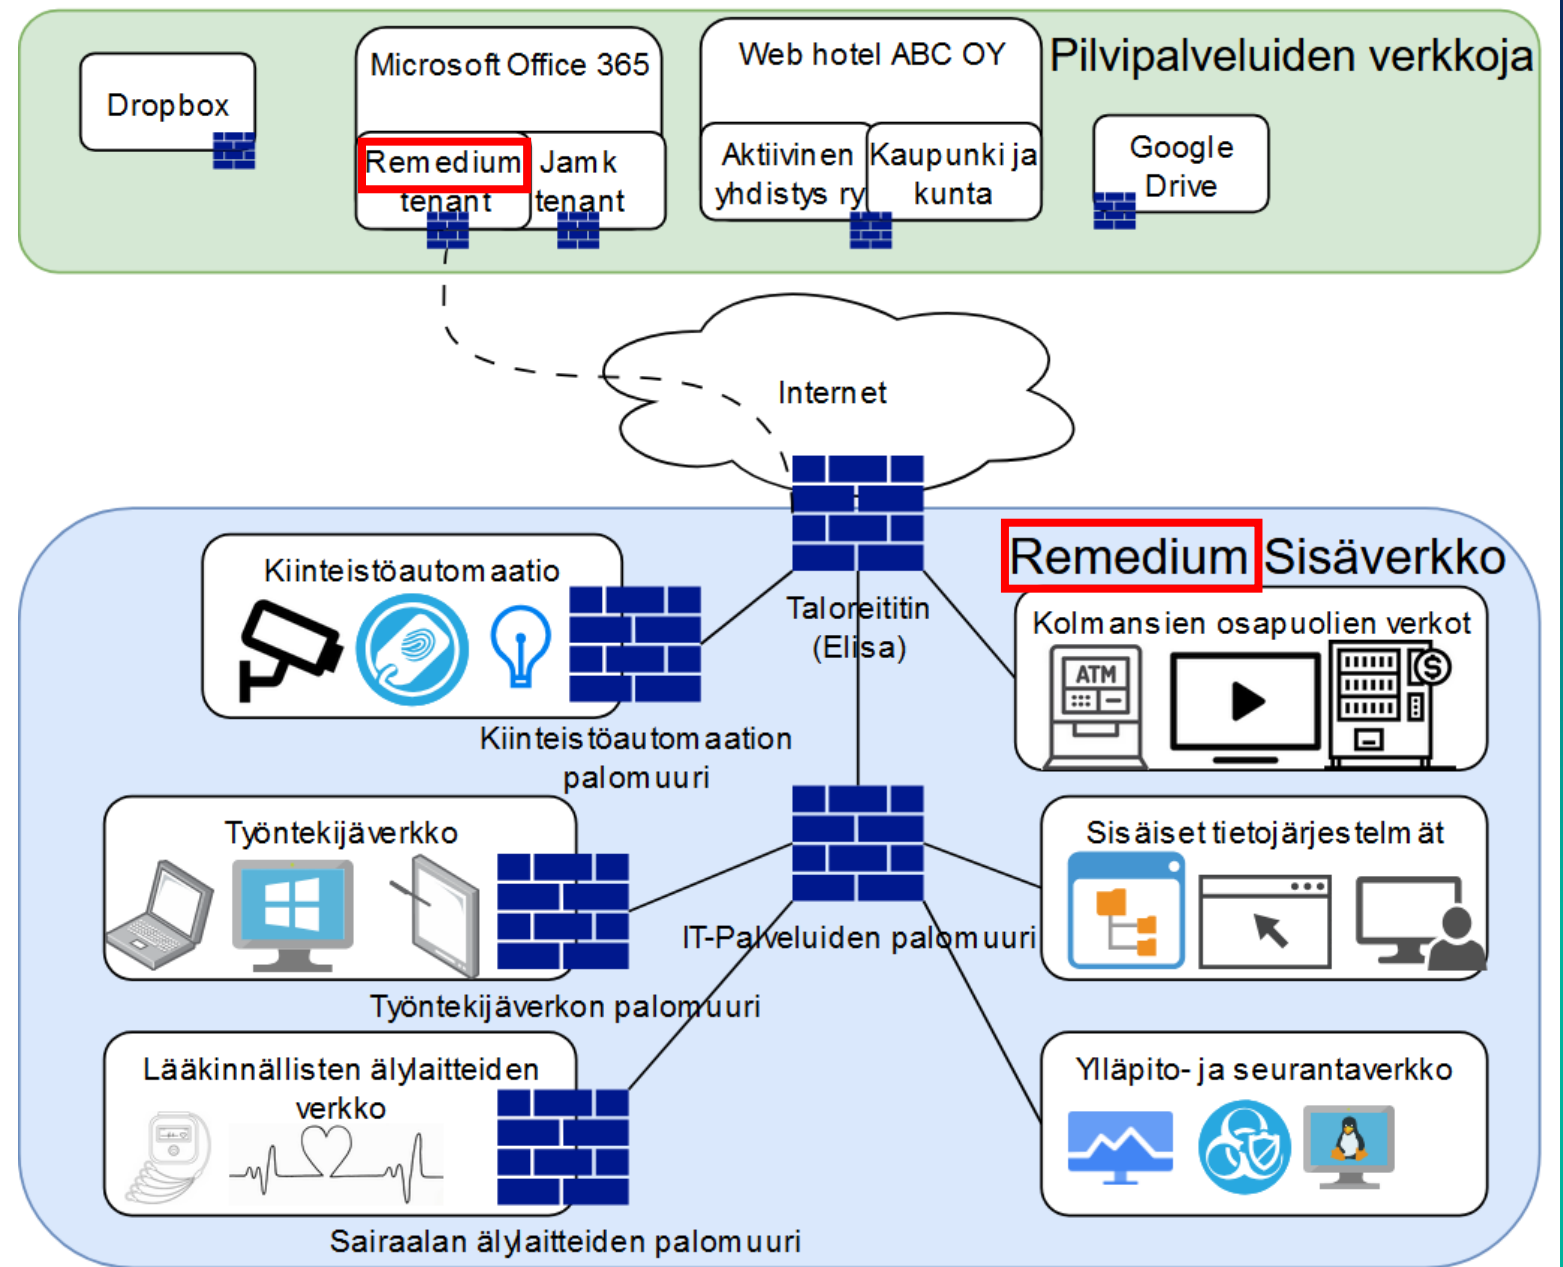 Pilvipalveluiden verkkoja
Dropbox
Microsoft Office 365
Remedium
tenant
Jamk
tenant
Web hotel ABC OY
Aktiivinen
yhdistys ry
Kaupunki ja
kunta
Google
Drive
Internet
Remedium Sisäverkko
Kiinteistöautomaatio
Taloreititin
(Elisa)
Kolmansien osapuolien verkot
ATM
$
Kiinteistöautomaation
palomuuri
Työntekijäverkko
Sisäiset tietojärjestelmät
IT-Palveluiden palomuuri
Työntekijäverkon palomuuri
Lääkinnällisten älylaitteiden
verkko
Ylläpito- ja seurantaverkko
Sairaalan älylaitteiden palomuuri